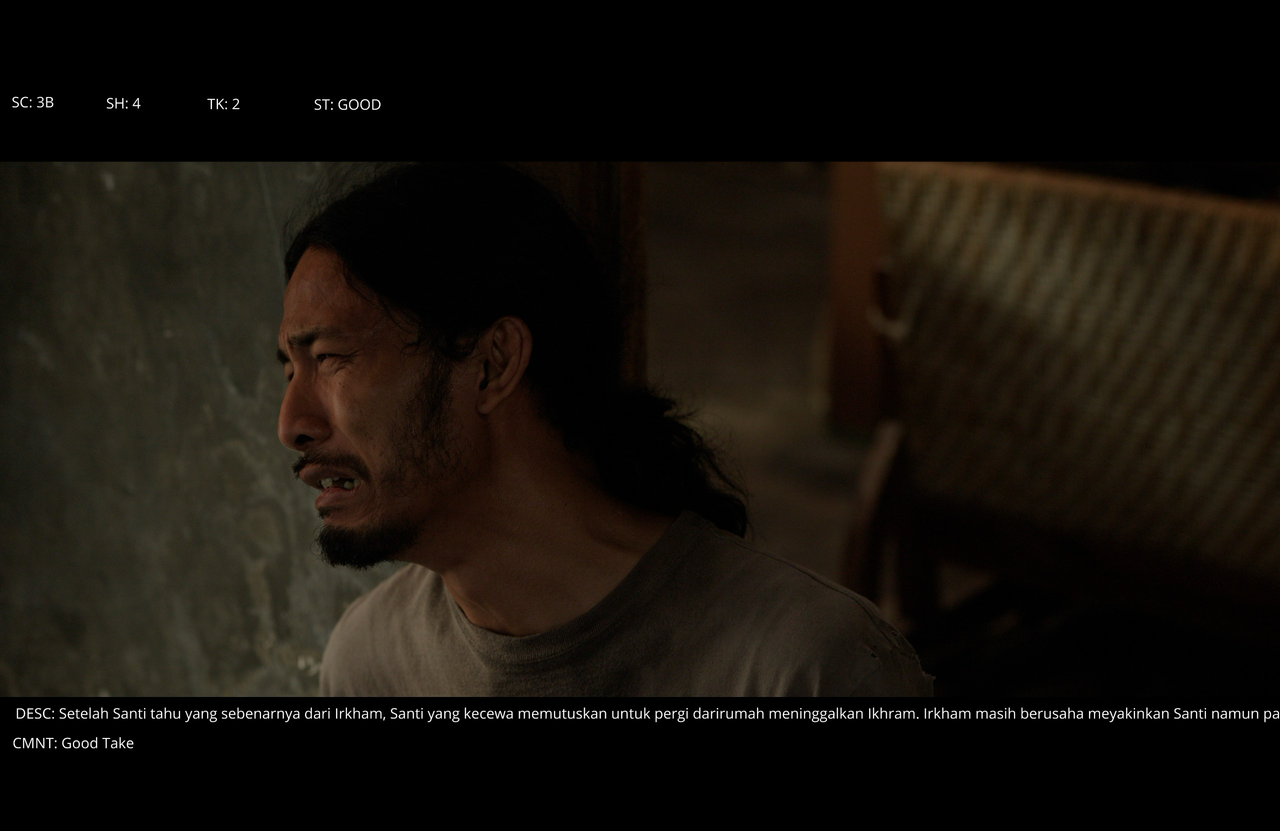 SC: 3B SH: 4 TK: 2 ST: GOOD
DESC: Setelah Santi tahu yang sebenarnya dari Irkham, Santi yang kecewa memutuskan untuk pergi darirumah meninggalkan Ikhram. Irkham masih berusaha meyakinkan Santi namun pa
CMNT: Good Take